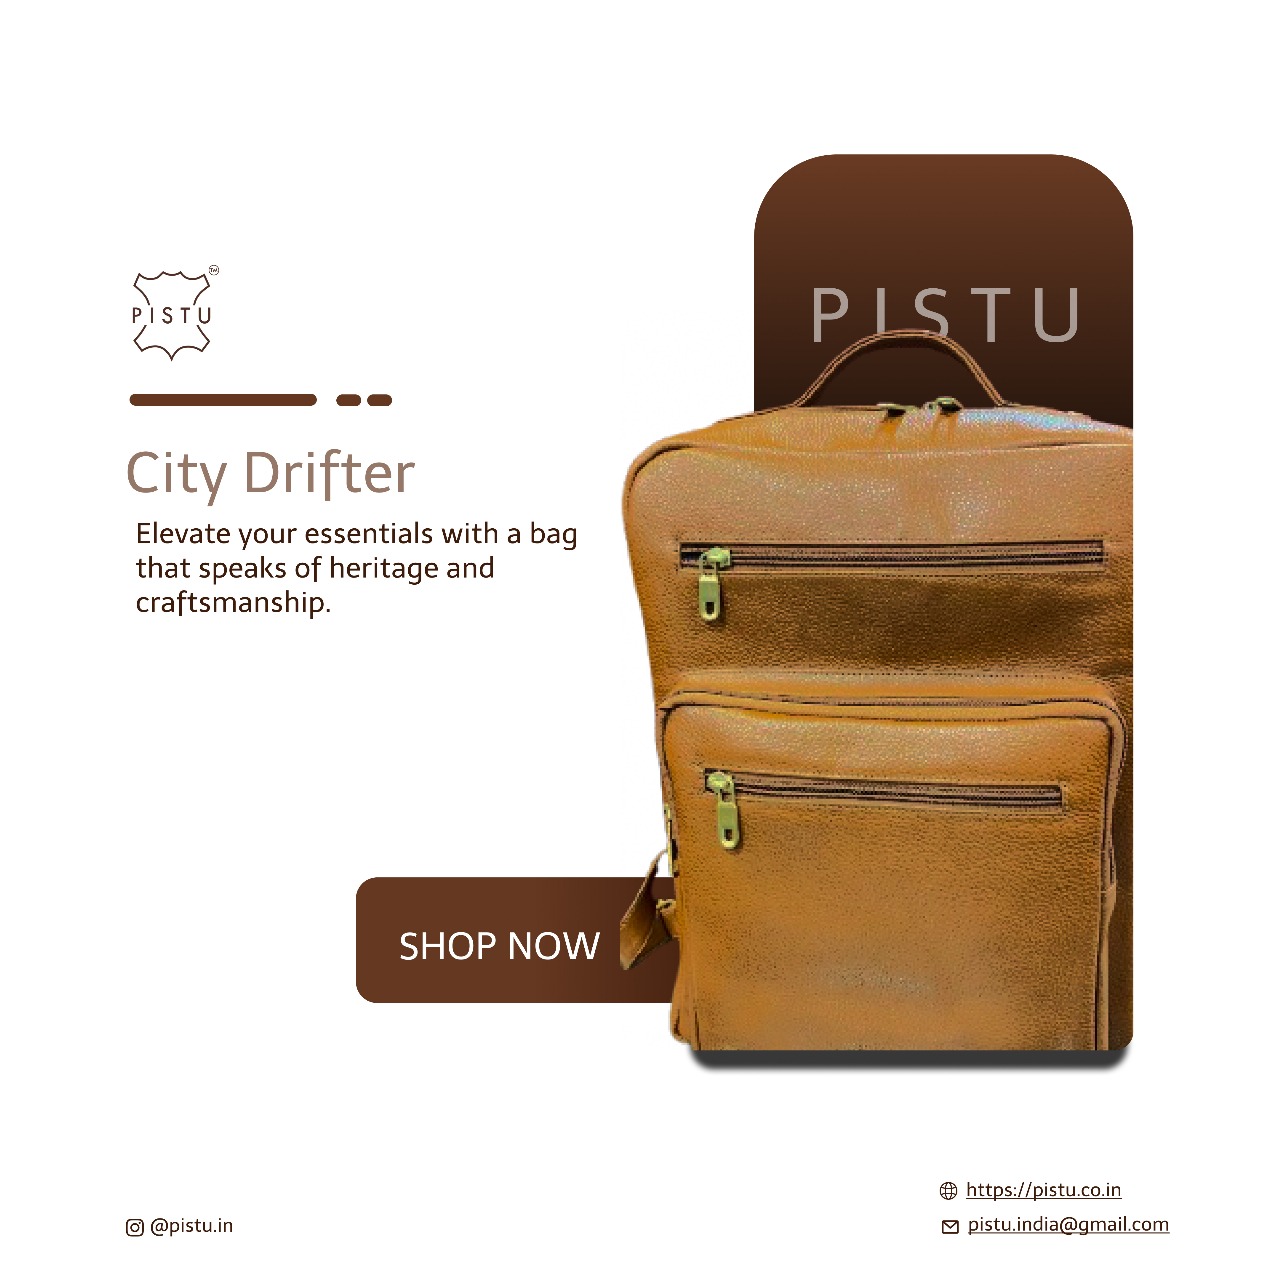 TM
PISTU
PISTU
City Drifter
Elevate your essentials with a bag
that speaks of heritage and
craftsmanship.
SHOP NOW
https://pistu.co.in
@pistu.in
pistu.india@gmail.com